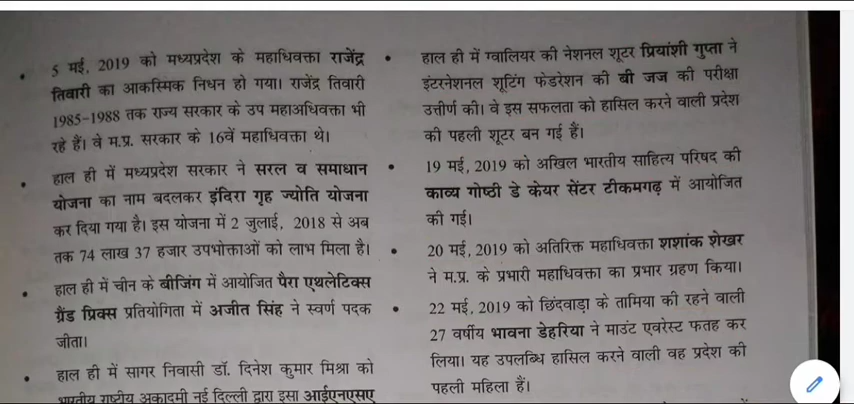 5 मई, 2019 को मध्यप्रदेश के महाधिवक्ता राजेंद्र
तिवारी का आकस्मिक निधन हो गया। राजेंद्र तिवारी
1985-1988 तक राज्य सरकार के उप महाअधिवक्ता भी
रहे हैं। वे म.प्र. सरकार के 16वें महाधिवक्ता थे।
हाल ही में मध्यप्रदेश सरकार ने सरल व समाधान
योजना का नाम बदलकर इंदिरा गृह ज्योति योजना
कर दिया गया है। इस योजना में 2 जुलाई, 2018 से अब
तक 74 लाख 37 हजार उपभोक्ताओं को लाभ मिला है।
हाल ही में चीन के बीजिंग में आयोजित पैरा एथलेटिक्स
ग्रैंड प्रिक्स प्रतियोगिता में अजीत सिंह ने स्वर्ण पदक
जीता।
हाल ही में सागर निवासी डॉ. दिनेश कुमार मिश्रा को
भारतीय राष्ट्रीय अकादमी नई दिल्ली द्वारा इसा आईएनएसए
हाल ही में ग्वालियर की नेशनल शूटर प्रियांशी गुप्ता ने
इंटरनेशनल शूटिंग फेडरेशन की बी जज की परीक्षा
उत्तीर्ण की। वे इस सफलता को हासिल करने वाली प्रदेश
की पहली शूटर बन गई हैं।
19 मई, 2019 को अखिल भारतीय साहित्य परिषद की
काव्य गोष्ठी डे केयर सेंटर टीकमगढ़ में आयोजित
की गई।
20 मई, 2019 को अतिरिक्त महाधिवक्ता शशांक शेखर
ने म.प्र. के प्रभारी महाधिवक्ता का प्रभार ग्रहण किया।
22 मई, 2019 को छिंदवाड़ा के तामिया की रहने वाली
27 वर्षीय भावना डेहरिया ने माउंट एवरेस्ट फतह कर
लिया। यह उपलब्धि हासिल करने वाली वह प्रदेश की
पहली महिला हैं।